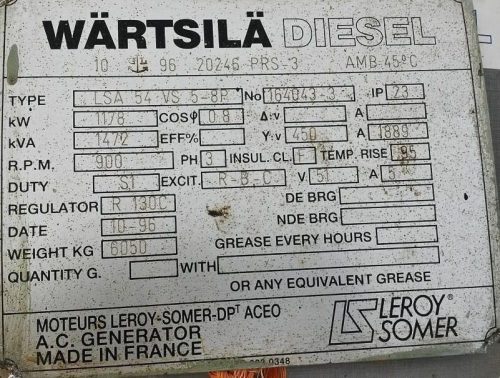 WÄRTSILÄ DIESEL
10 96 20246 PRS-3 AMB 45°C
TYPE LSA 54 VS 5-8P No 164043-3 IP 23
kW 1178 COSφ 0.8 Δ:v A
kVA 1472 EFF% Y:v 450 A 1889
R.P.M. 900 PH 3 INSUL. CL. F TEMP. RISE 95
DUTY S1 EXCIT. R-B-C V 51 A 5
REGULATOR R 130C DE BRG
DATE 10-96 NDE BRG
WEIGHT KG 6050 GREASE EVERY HOURS
QUANTITY G. WITH
OR ANY EQUIVALENT GREASE
MOTEURS LEROY-SOMER-DPT ACEO
A.C. GENERATOR
MADE IN FRANCE
LS LEROY®
SOMER
0348